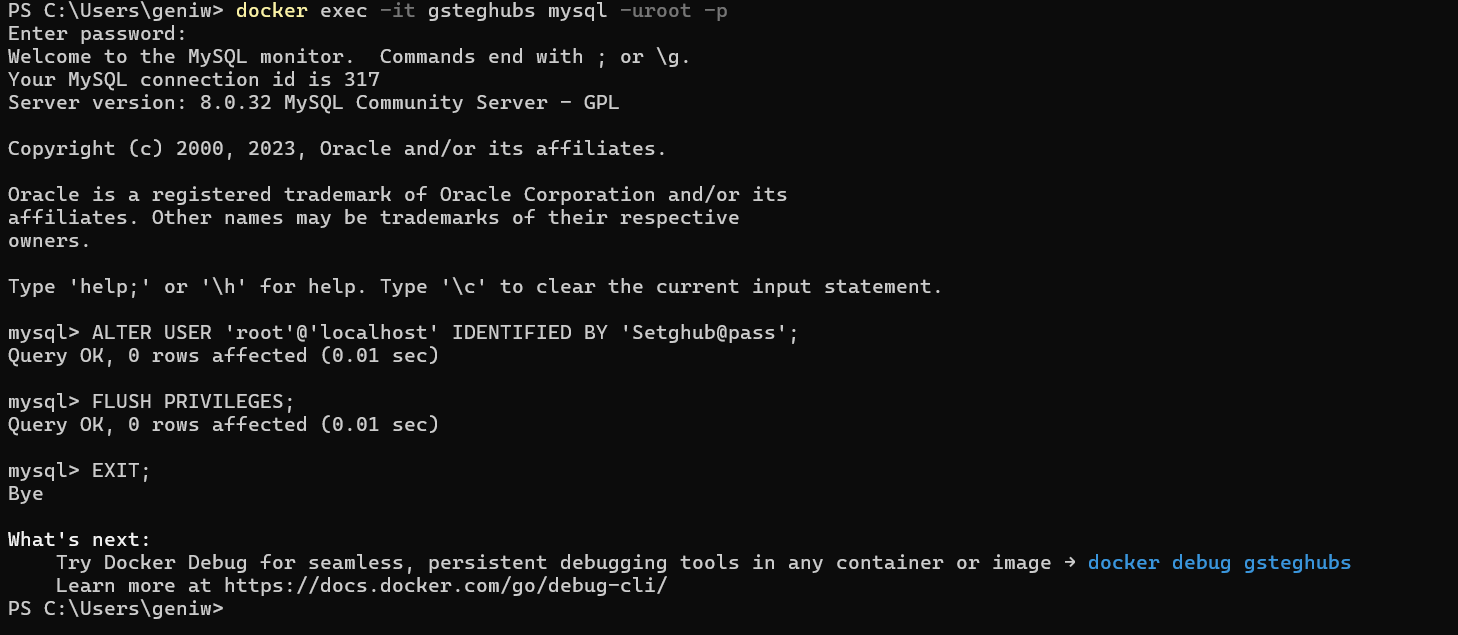 PS C:\Users\geniw> docker exec -it gsteghubs mysql -uroot -p
Enter password:
Welcome to the MySQL monitor.  Commands end with ; or \g.
Your MySQL connection id is 317
Server version: 8.0.32 MySQL Community Server - GPL

Copyright (c) 2000, 2023, Oracle and/or its affiliates.

Oracle is a registered trademark of Oracle Corporation and/or its
affiliates. Other names may be trademarks of their respective
owners.

Type 'help;' or '\h' for help. Type '\c' to clear the current input statement.

mysql> ALTER USER 'root'@'localhost' IDENTIFIED BY 'Setghub@pass';
Query OK, 0 rows affected (0.01 sec)

mysql> FLUSH PRIVILEGES;
Query OK, 0 rows affected (0.01 sec)

mysql> EXIT;
Bye

What's next:
    Try Docker Debug for seamless, persistent debugging tools in any container or image → docker debug gsteghubs
    Learn more at https://docs.docker.com/go/debug-cli/
PS C:\Users\geniw>